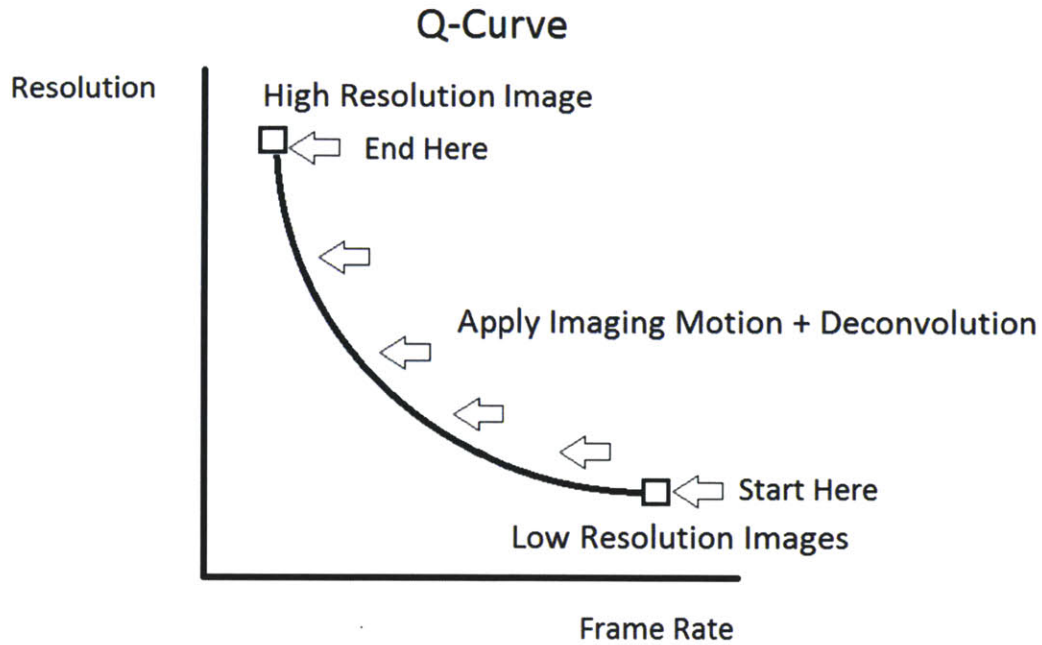 Q-Curve
Resolution
High Resolution Image
End Here
Apply Imaging Motion + Deconvolution
Start Here
Low Resolution Images
Frame Rate